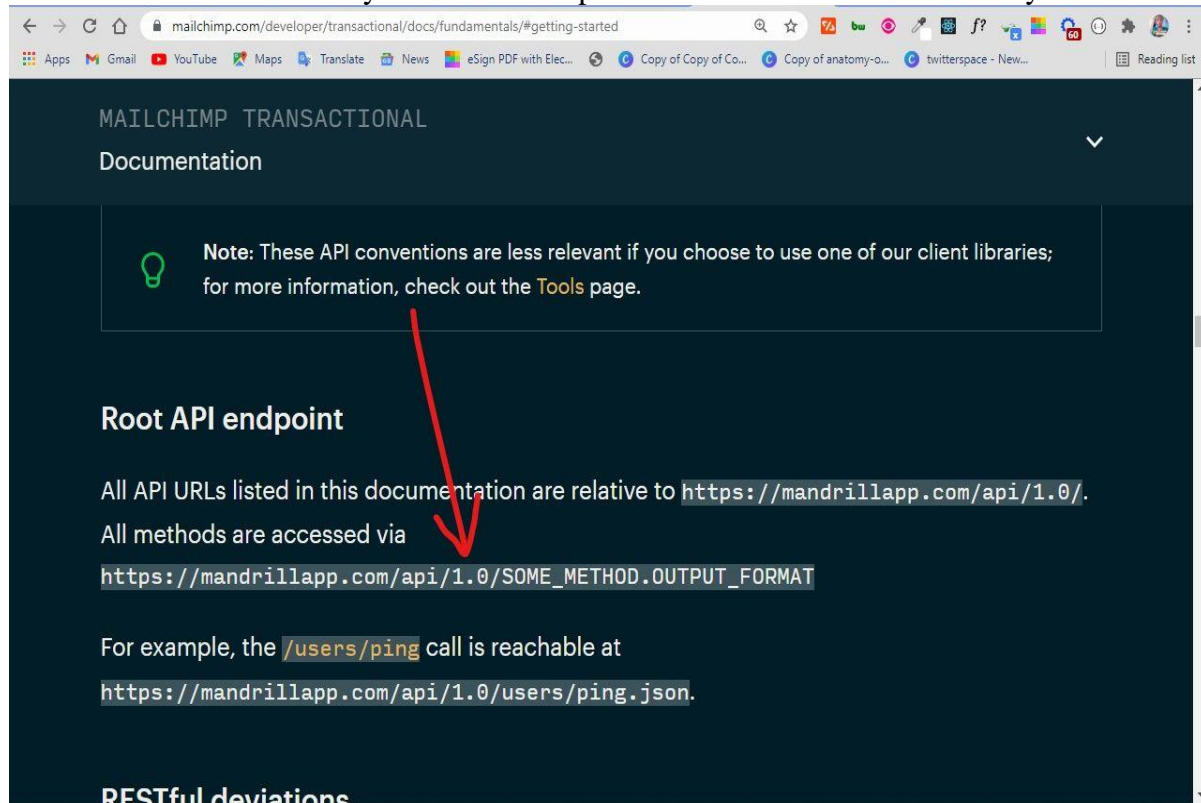 mailchimp.com/developer/transactional/docs/fundamentals/#getting-started
Apps Gmail YouTube Maps Translate News eSign PDF with Elec... Copy of Copy of Co... Copy of anatomy-o... twitterspace - New... Reading list
MAILCHIMP TRANSACTIONAL
Documentation
Note: These API conventions are less relevant if you choose to use one of our client libraries;
for more information, check out the Tools page.
Root API endpoint
All API URLs listed in this documentation are relative to https://mandrillapp.com/api/1.0/.
All methods are accessed via
https://mandrillapp.com/api/1.0/SOME_METHOD.OUTPUT_FORMAT
For example, the /users/ping call is reachable at
https://mandrillapp.com/api/1.0/users/ping.json.
RESTful deviations